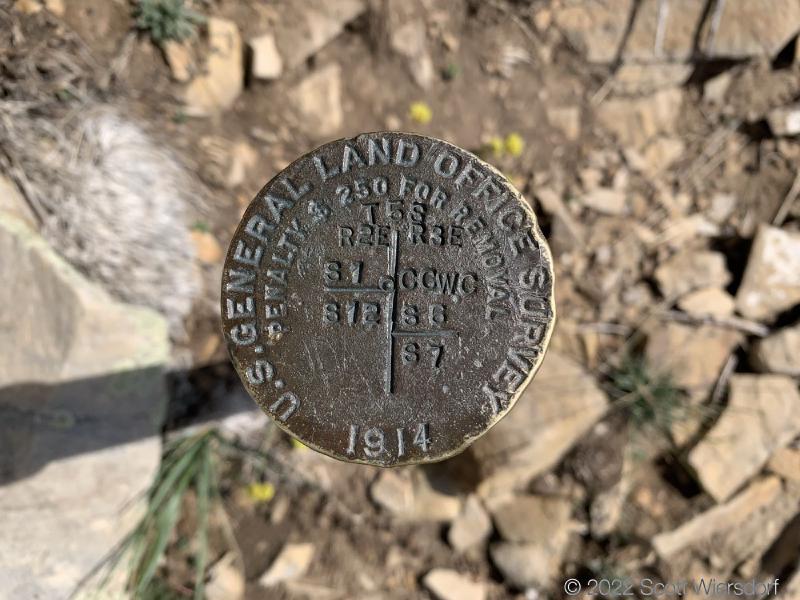 U.S. GENERAL LAND OFFICE SURVEY
PENALTY $ 250 FOR REMOVAL
T5S
R2E R3E
S1 CCWC
S12 S6
S7
1914
© 2022 Scott Wiersdorf